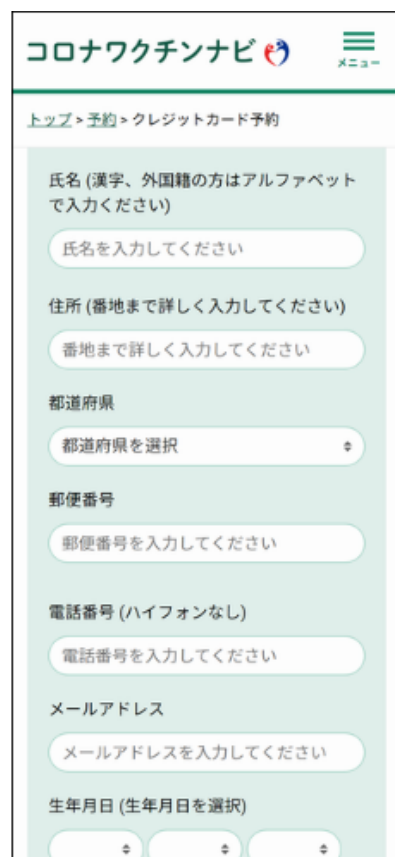 コロナワクチンナビ
メニュー
トップ > 予約 > クレジットカード予約
氏名 (漢字、外国籍の方はアルファベット
で入力ください)
氏名を入力してください
住所 (番地まで詳しく入力してください)
番地まで詳しく入力してください
都道府県
都道府県を選択
郵便番号
郵便番号を入力してください
電話番号 (ハイフォンなし)
電話番号を入力してください
メールアドレス
メールアドレスを入力してください
生年月日 (生年月日を選択)